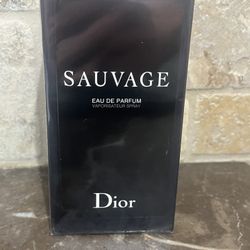 SAUVAGE
EAU DE PARFUM
VAPORISATEUR SPRAY
Dior